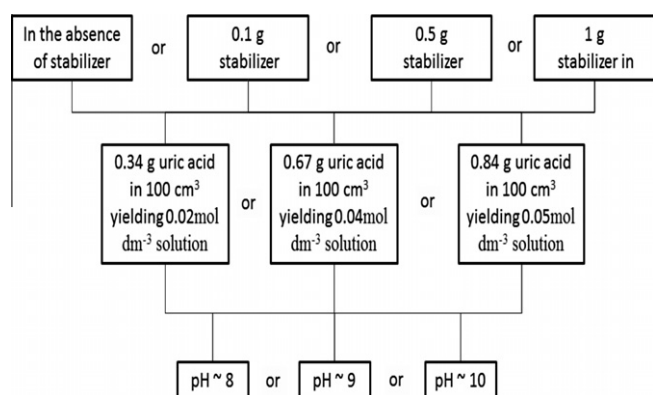 In the absence of stabilizer or 0.1 g stabilizer or 0.5 g stabilizer or 1 g stabilizer in
0.34 g uric acid in 100 cm³ yielding 0.02mol dm⁻³ solution or 0.67 g uric acid in 100 cm³ yielding 0.04mol dm⁻³ solution or 0.84 g uric acid in 100 cm³ yielding 0.05mol dm⁻³ solution
pH ~ 8 or pH ~ 9 or pH ~ 10